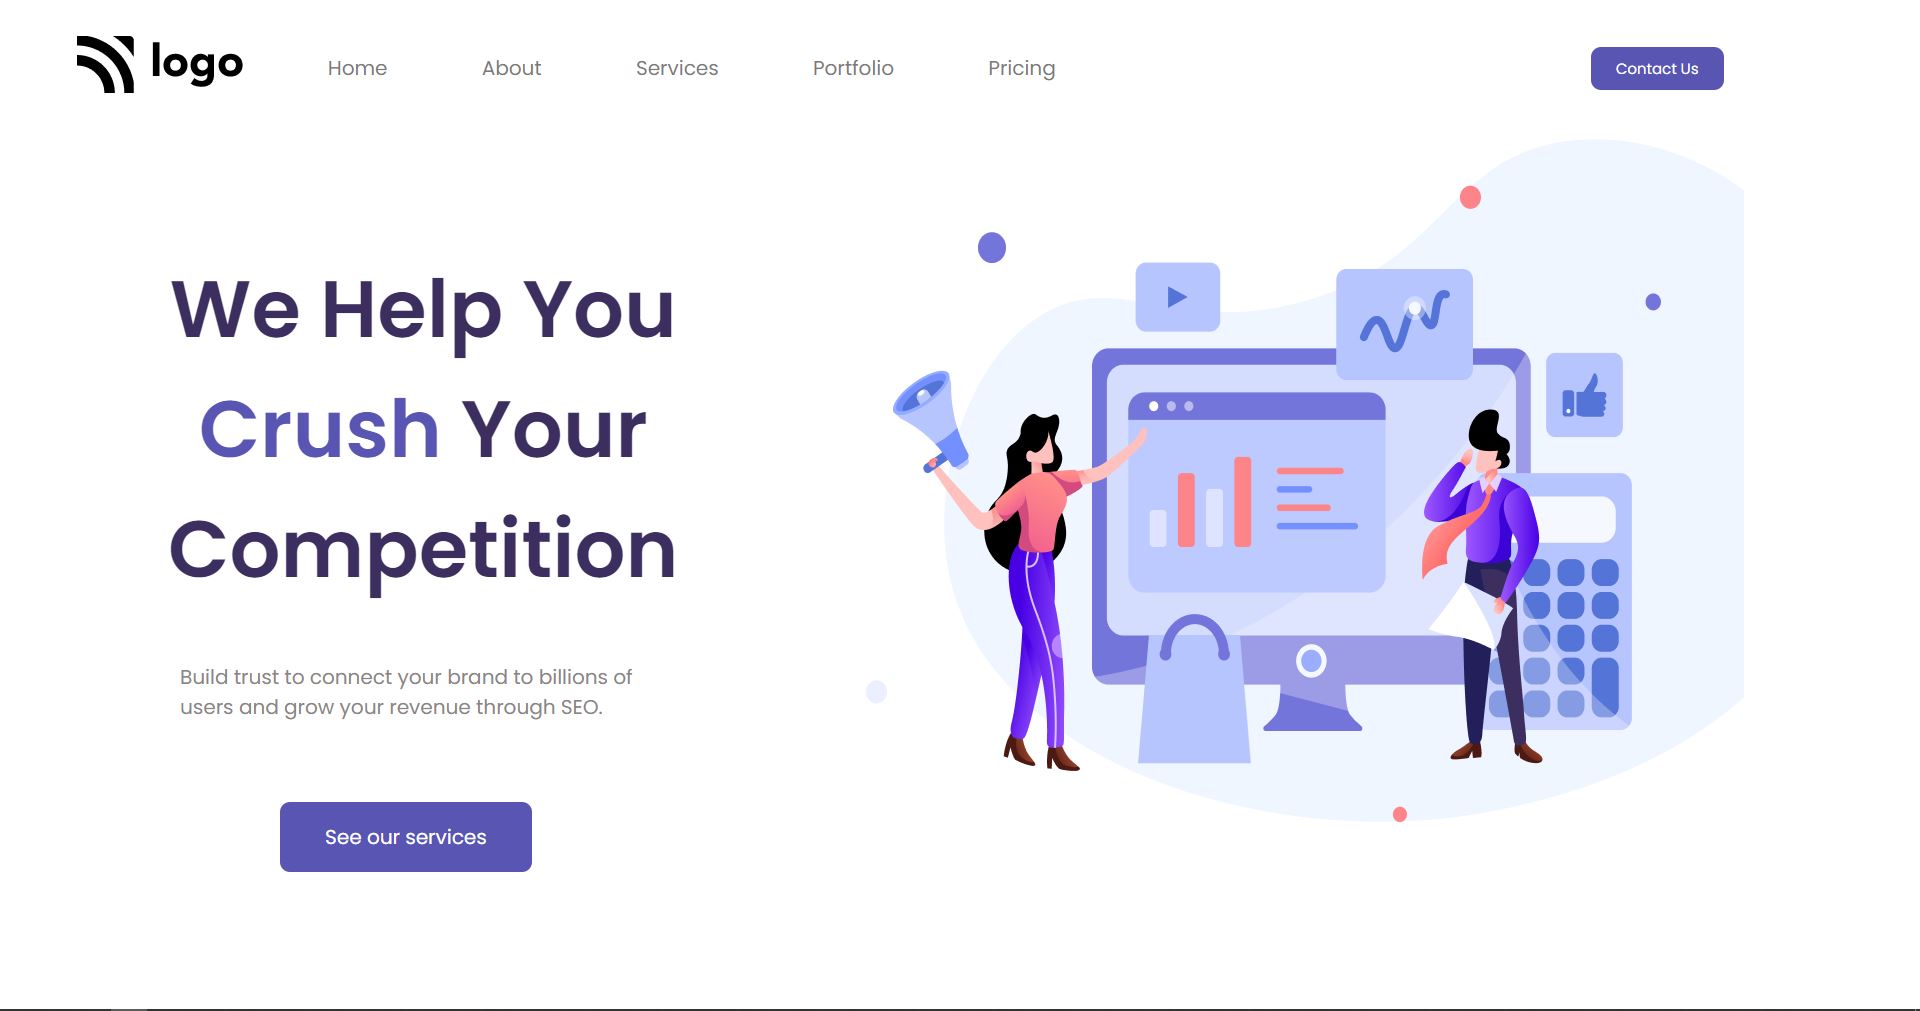 logo
Home About Services Portfolio Pricing
Contact Us
We Help You
Crush Your
Competition
Build trust to connect your brand to billions of
users and grow your revenue through SEO.
See our services